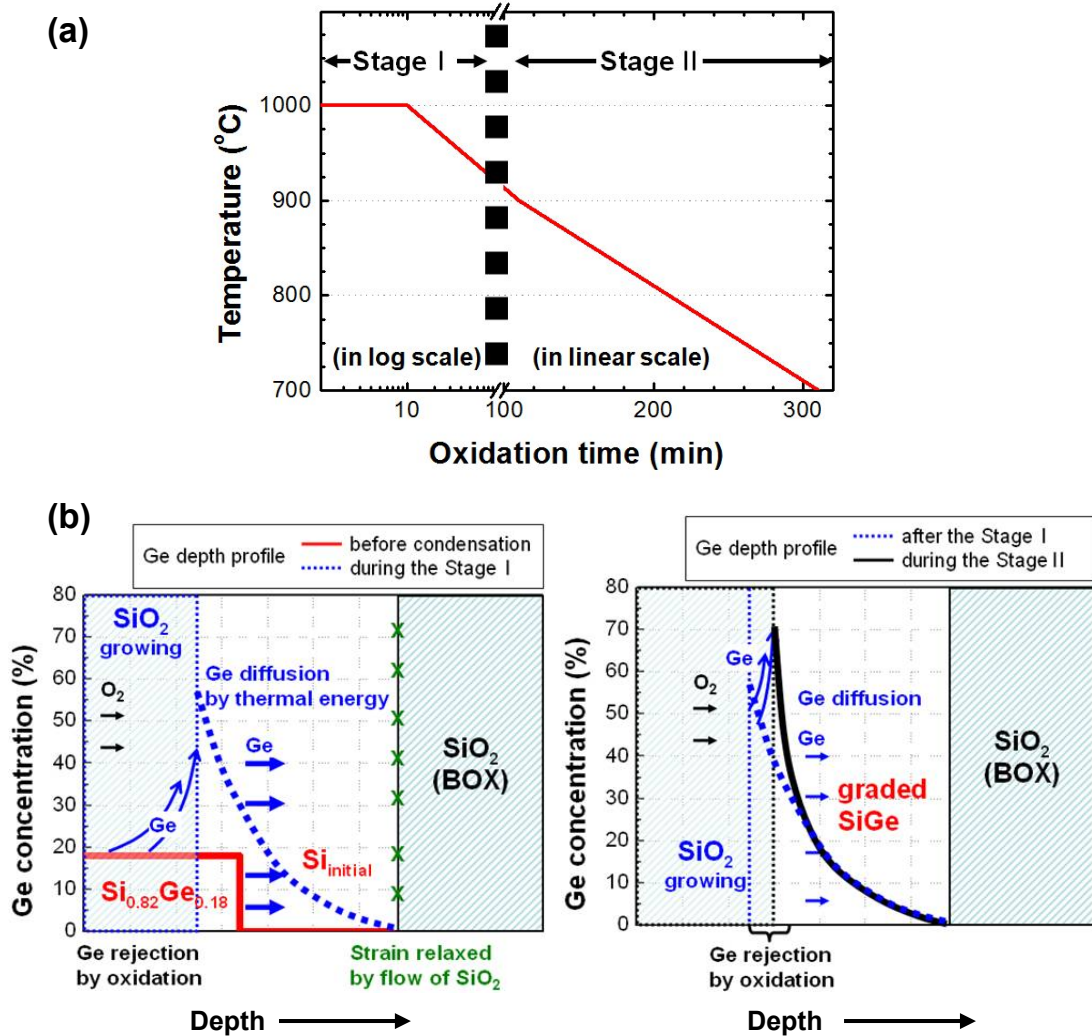 (a)
Stage I
Stage II
Temperature (°C)
1000
900
800
700
(in log scale)
(in linear scale)
10
100
200
300
Oxidation time (min)
(b)
Ge depth profile
before condensation
during the Stage I
Ge concentration (%)
80
70
60
50
40
30
20
10
0
SiO2
growing
O2
Ge diffusion
by thermal energy
Ge
Ge
Si0.82Ge0.18
Siinitial
SiO2
(BOX)
Ge rejection
by oxidation
Strain relaxed
by flow of SiO2
Depth
Ge depth profile
after the Stage I
during the Stage II
Ge concentration (%)
80
70
60
50
40
30
20
10
0
O2
Ge
Ge diffusion
Ge
graded
SiGe
SiO2
growing
SiO2
(BOX)
Ge rejection
by oxidation
Depth